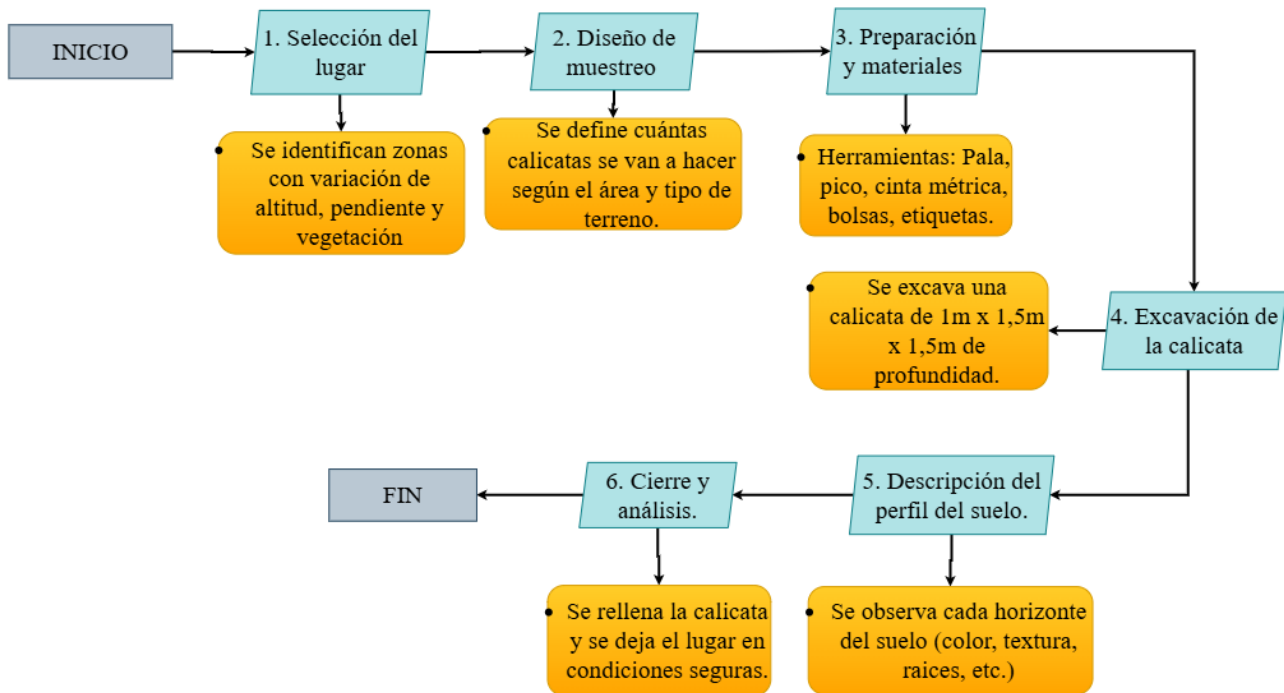 INICIO
1. Selección del
lugar
2. Diseño de
muestreo
3. Preparación
y materiales
• Se identifican zonas
con variación de
altitud, pendiente y
vegetación
• Se define cuántas
calicatas se van a hacer
según el área y tipo de
terreno.
• Herramientas: Pala,
pico, cinta métrica,
bolsas, etiquetas.
4. Excavación de
la calicata
• Se excava una
calicata de 1m x 1,5m
x 1,5m de
profundidad.
5. Descripción del
perfil del suelo.
6. Cierre y
análisis.
FIN
• Se observa cada horizonte
del suelo (color, textura,
raices, etc.)
• Se rellena la calicata
y se deja el lugar en
condiciones seguras.